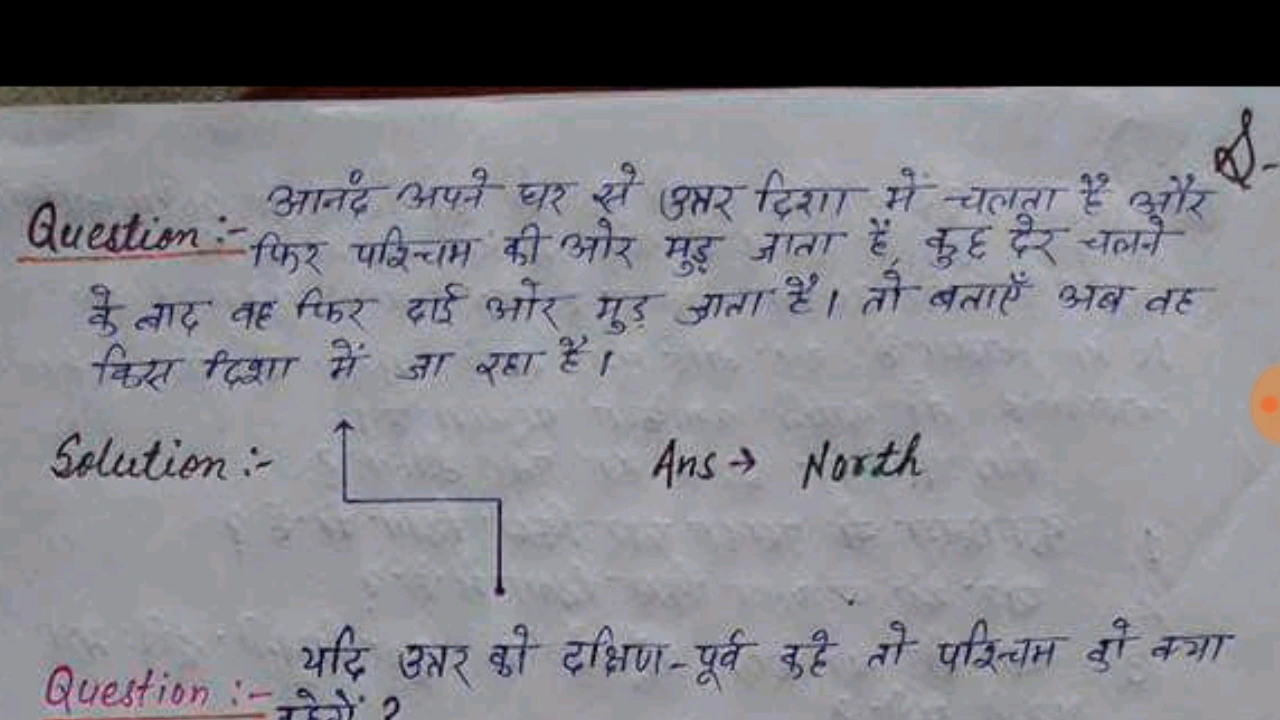 Question :- आनंद अपने घर से उत्तर दिशा में चलता है और
फिर पश्चिम की ओर मुड़ जाता है, कुछ देर चलने
के बाद वह फिर दाई ओर मुड़ जाता है। तो बताएँ अब वह
किस दिशा में जा रहा है।
Solution :- Ans → North
Question :- यदि उत्तर को दक्षिण-पूर्व कहे तो पश्चिम को क्या
कहेगें ?